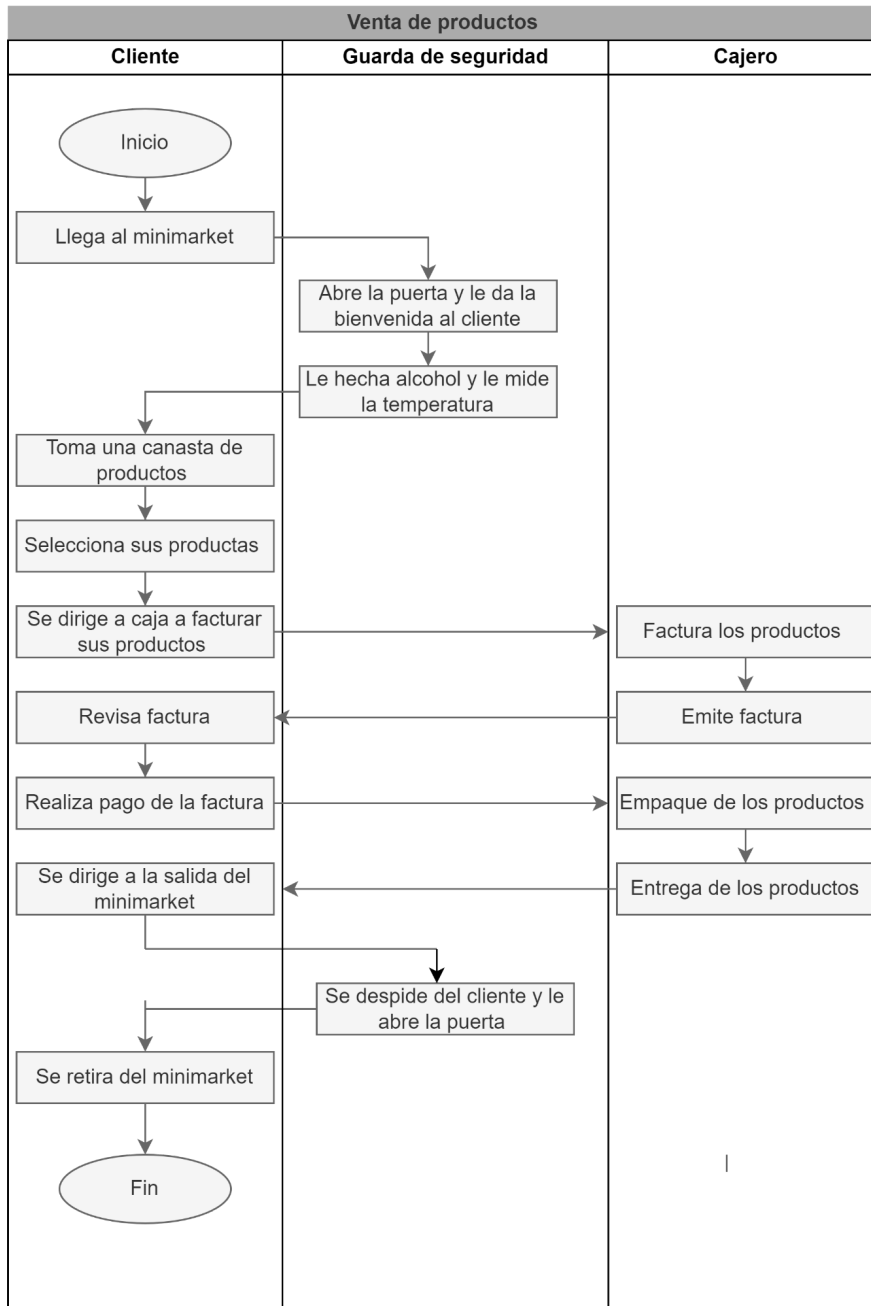 Venta de productos
Cliente
Guarda de seguridad
Cajero
Inicio
Llega al minimarket
Abre la puerta y le da la
bienvenida al cliente
Le hecha alcohol y le mide
la temperatura
Toma una canasta de
productos
Selecciona sus productas
Se dirige a caja a facturar
sus productos
Factura los productos
Revisa factura
Emite factura
Realiza pago de la factura
Empaque de los productos
Se dirige a la salida del
minimarket
Entrega de los productos
Se despide del cliente y le
abre la puerta
Se retira del minimarket
Fin